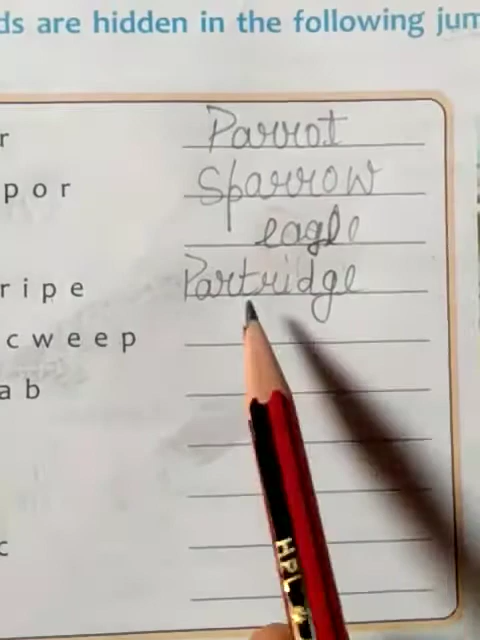 ds are hidden in the following jum
r Parrot
p o r Sparrow
eagle
r i p e Partridge
c w e e p
a b
c
HPL